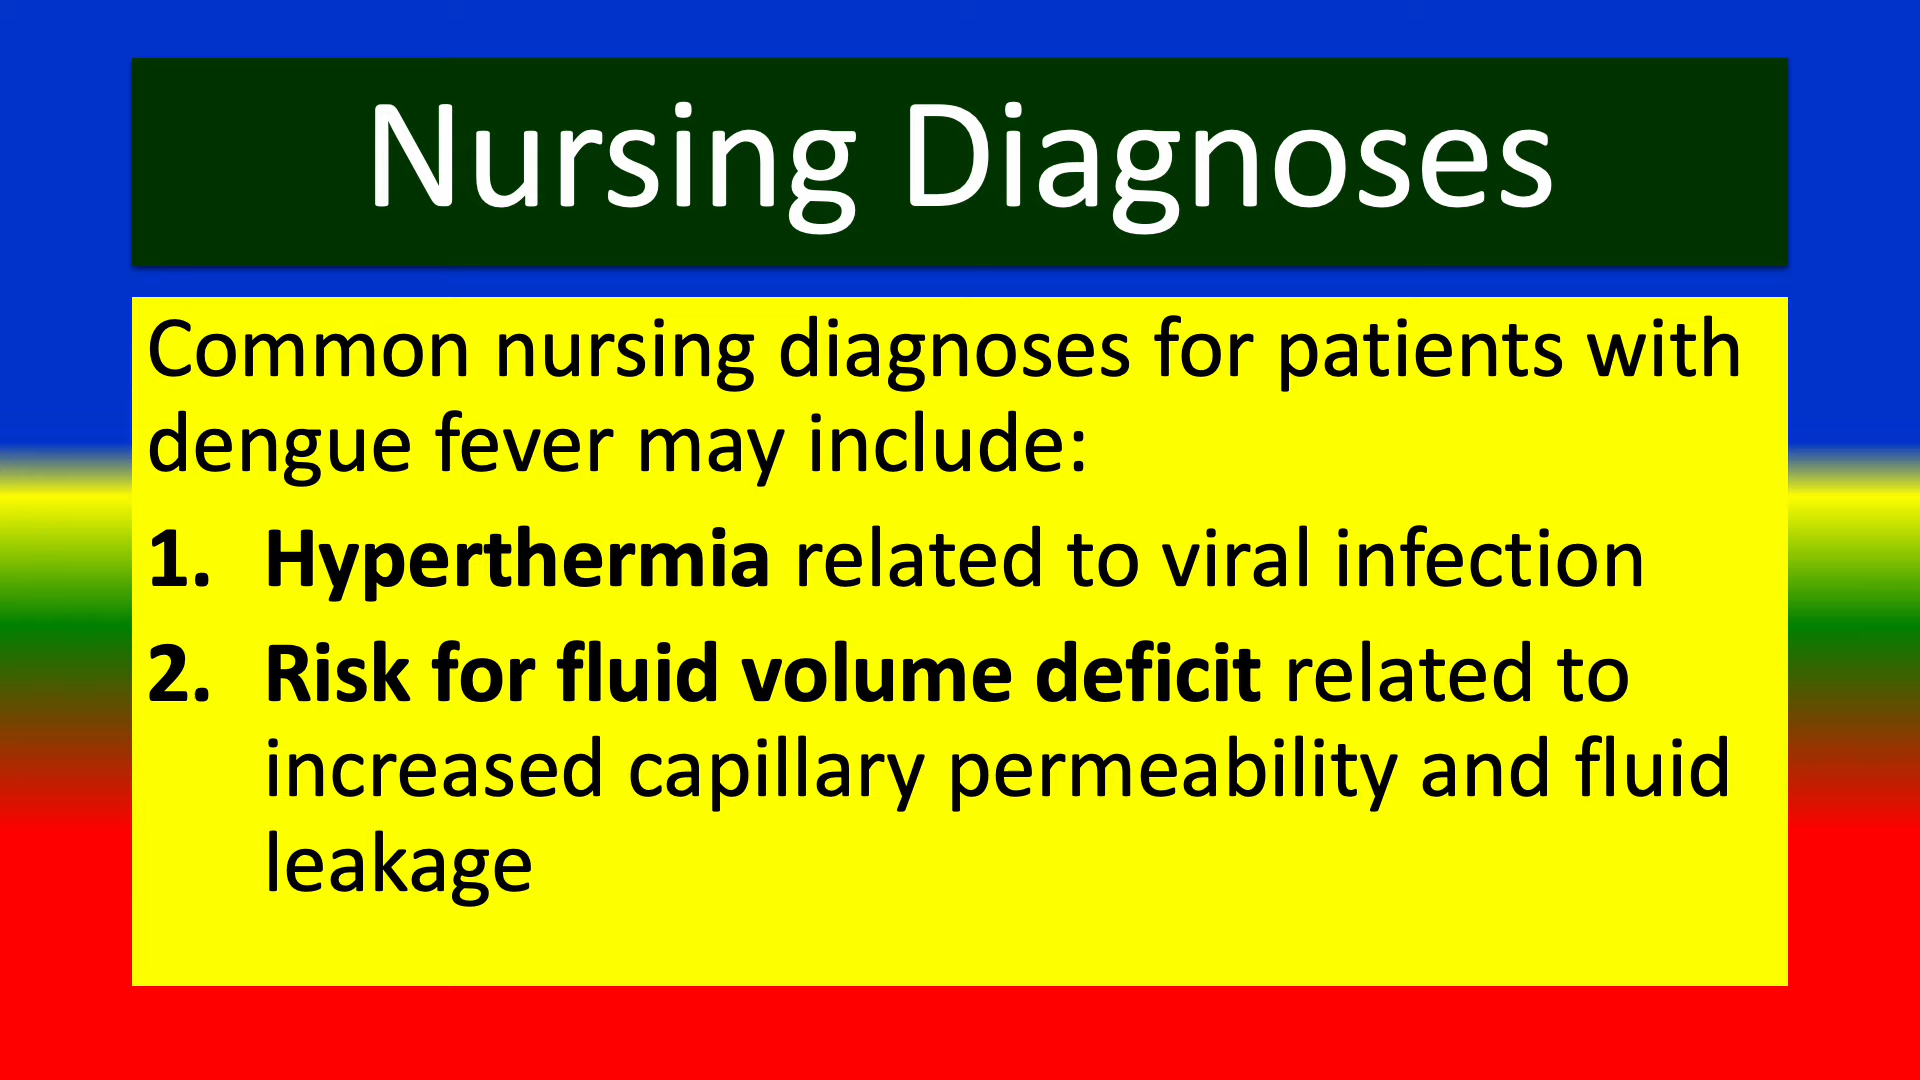 Nursing Diagnoses
Common nursing diagnoses for patients with
dengue fever may include:
1. Hyperthermia related to viral infection
2. Risk for fluid volume deficit related to
increased capillary permeability and fluid
leakage